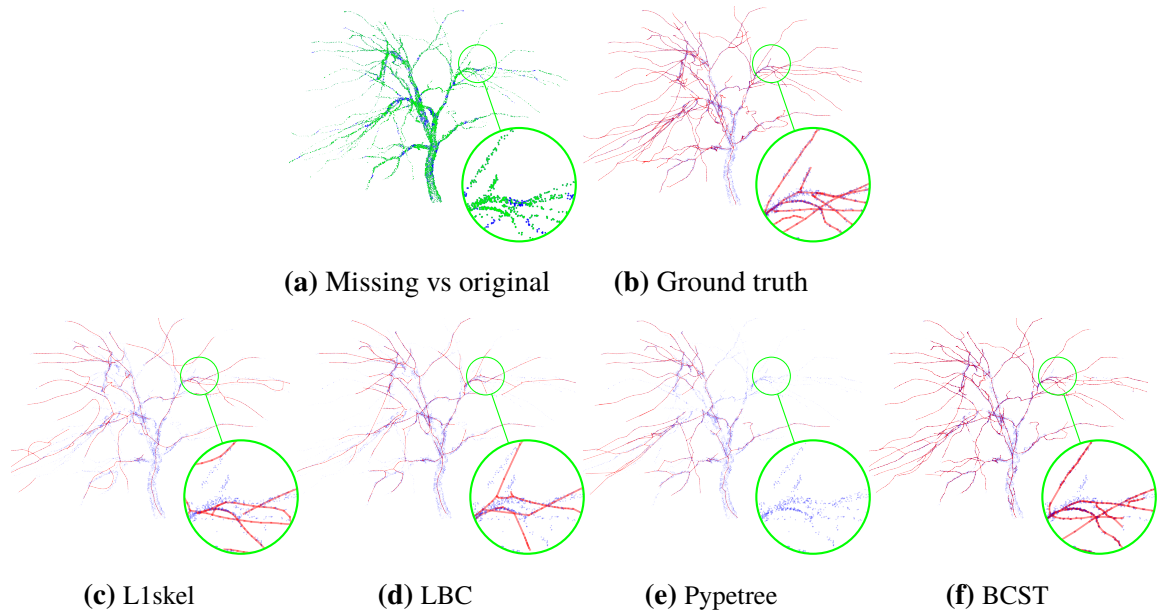 (a) Missing vs original
(b) Ground truth
(c) L1skel
(d) LBC
(e) Pypetree
(f) BCST